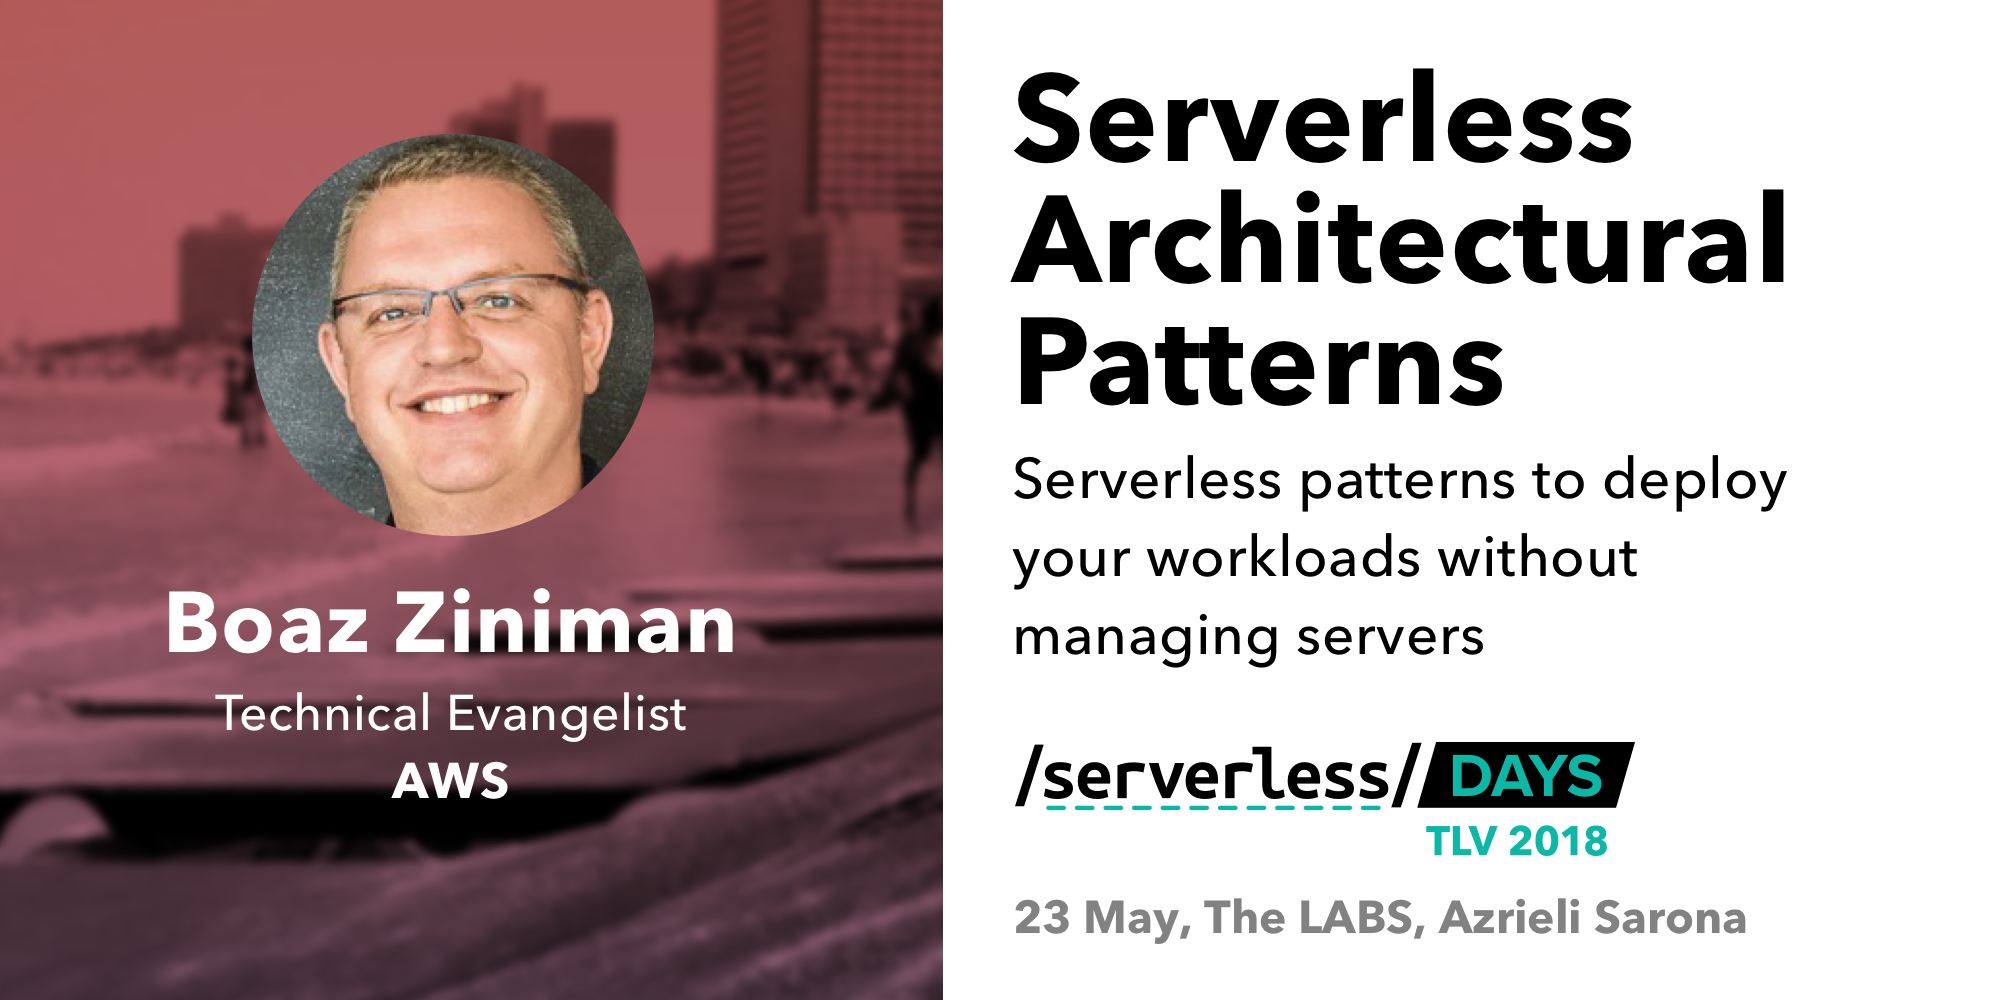 Boaz Ziniman
Technical Evangelist
AWS
Serverless
Architectural
Patterns
Serverless patterns to deploy
your workloads without
managing servers
/serverless/ DAYS
TLV 2018
23 May, The LABS, Azrieli Sarona